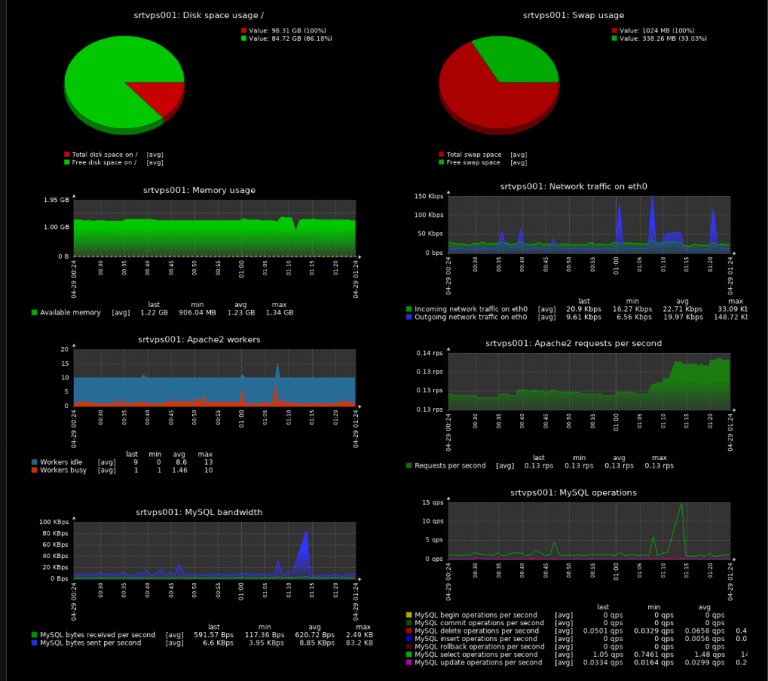 srtvps001: Disk space usage /
Value: 98.31 GB (100%)
Value: 84.72 GB (86.18%)
Total disk space on / [avg]
Free disk space on / [avg]
srtvps001: Swap usage
Value: 1024 MB (100%)
Value: 338.26 MB (33.03%)
Total swap space [avg]
Free swap space [avg]
srtvps001: Memory usage
1.95 GB
1.00 GB
0 B
04-29 00:24 00:30 00:35 00:40 00:45 00:50 00:55 01:00 01:05 01:10 01:15 01:20 04-29 01:24
last min avg max
Available memory [avg] 1.22 GB 906.04 MB 1.23 GB 1.34 GB
srtvps001: Network traffic on eth0
150 Kbps
100 Kbps
50 Kbps
0 bps
04-29 00:24 00:30 00:35 00:40 00:45 00:50 00:55 01:00 01:05 01:10 01:15 01:20 04-29 01:24
last min avg max
Incoming network traffic on eth0 [avg] 20.9 Kbps 16.27 Kbps 22.71 Kbps 33.09 Kt
Outgoing network traffic on eth0 [avg] 9.61 Kbps 6.56 Kbps 19.97 Kbps 148.72 Kt
srtvps001: Apache2 workers
20
15
10
5
0
04-29 00:24 00:30 00:35 00:40 00:45 00:50 00:55 01:00 01:05 01:10 01:15 01:20 04-29 01:24
last min avg max
Workers idle [avg] 9 0 8.6 13
Workers busy [avg] 1 1 1.46 10
srtvps001: Apache2 requests per second
0.14 rps
0.13 rps
0.13 rps
0.13 rps
04-29 00:24 00:30 00:35 00:40 00:45 00:50 00:55 01:00 01:05 01:10 01:15 01:20 04-29 01:24
last min avg max
Requests per second [avg] 0.13 rps 0.13 rps 0.13 rps 0.13 rps
srtvps001: MySQL bandwidth
100 KBps
80 KBps
60 KBps
40 KBps
20 KBps
0 Bps
04-29 00:24 00:30 00:35 00:40 00:45 00:50 00:55 01:00 01:05 01:10 01:15 01:20 04-29 01:24
last min avg max
MySQL bytes received per second [avg] 591.57 Bps 117.36 Bps 620.72 Bps 2.49 KB
MySQL bytes sent per second [avg] 6.6 KBps 3.95 KBps 8.85 KBps 83.2 KB
srtvps001: MySQL operations
15 qps
10 qps
5 qps
0 qps
04-29 00:24 00:30 00:35 00:40 00:45 00:50 00:55 01:00 01:05 01:10 01:15 01:20 04-29 01:24
last min avg
MySQL begin operations per second [avg] 0 qps 0 qps 0 qps
MySQL commit operations per second [avg] 0 qps 0 qps 0 qps
MySQL delete operations per second [avg] 0.0501 qps 0.0329 qps 0.0658 qps 0.4
MySQL insert operations per second [avg] 0 qps 0 qps 0.0056 qps 0.0
MySQL rollback operations per second [avg] 0 qps 0 qps 0 qps
MySQL select operations per second [avg] 1.05 qps 0.7461 qps 1.48 qps 14
MySQL update operations per second [avg] 0.0334 qps 0.0164 qps 0.0299 qps 0.2